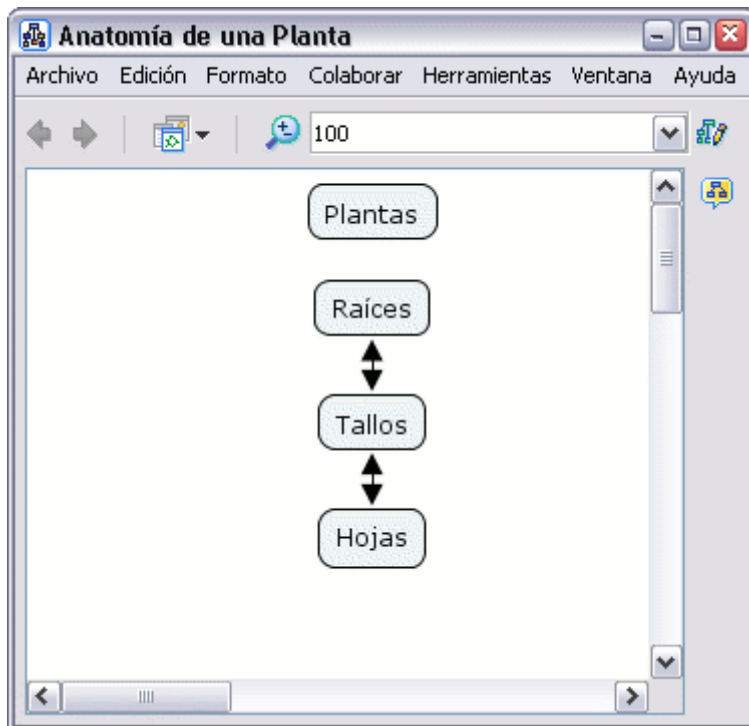 Anatomía de una Planta
Archivo Edición Formato Colaborar Herramientas Ventana Ayuda
100
Plantas
Raíces
Tallos
Hojas